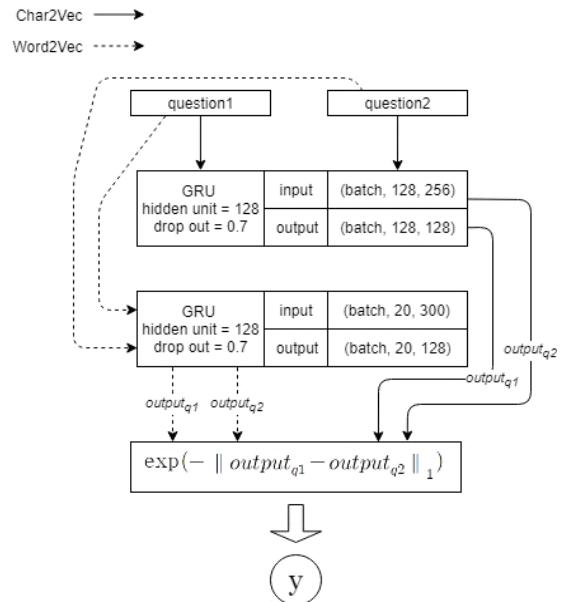 Char2Vec
Word2Vec
question1
question2
GRU
hidden unit = 128
drop out = 0.7
input
(batch, 128, 256)
output
(batch, 128, 128)
GRU
hidden unit = 128
drop out = 0.7
input
(batch, 20, 300)
output
(batch, 20, 128)
output_q2
output_q1
output_q1
output_q2
exp(− ‖ output_q1 − output_q2 ‖_1)
y